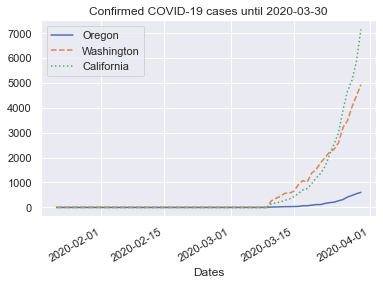 Confirmed COVID-19 cases until 2020-03-30
Oregon
Washington
California
7000
6000
5000
4000
3000
2000
1000
0
2020-02-01
2020-02-15
2020-03-01
2020-03-15
2020-04-01
Dates